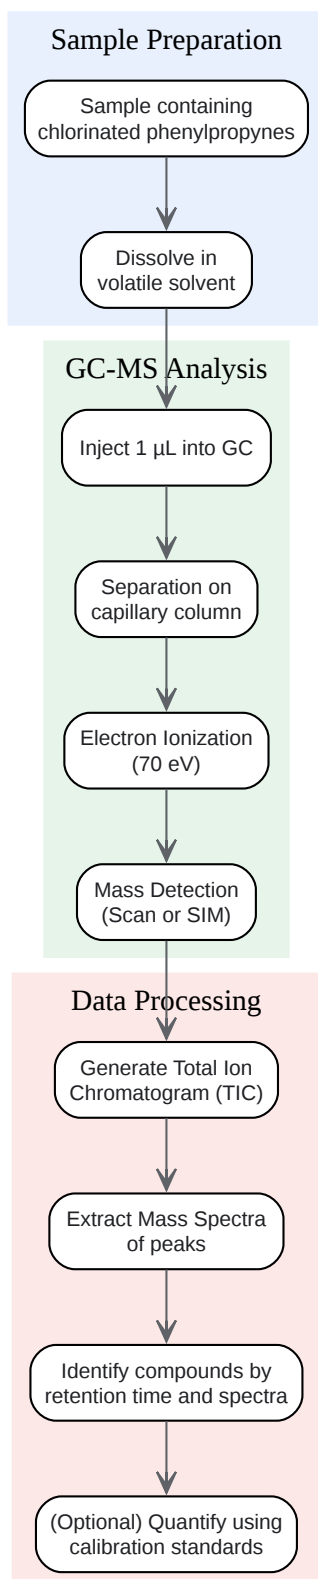 Sample Preparation
Sample containing
chlorinated phenylpropynes
Dissolve in
volatile solvent
GC-MS Analysis
Inject 1 µL into GC
Separation on
capillary column
Electron Ionization
(70 eV)
Mass Detection
(Scan or SIM)
Data Processing
Generate Total Ion
Chromatogram (TIC)
Extract Mass Spectra
of peaks
Identify compounds by
retention time and spectra
(Optional) Quantify using
calibration standards